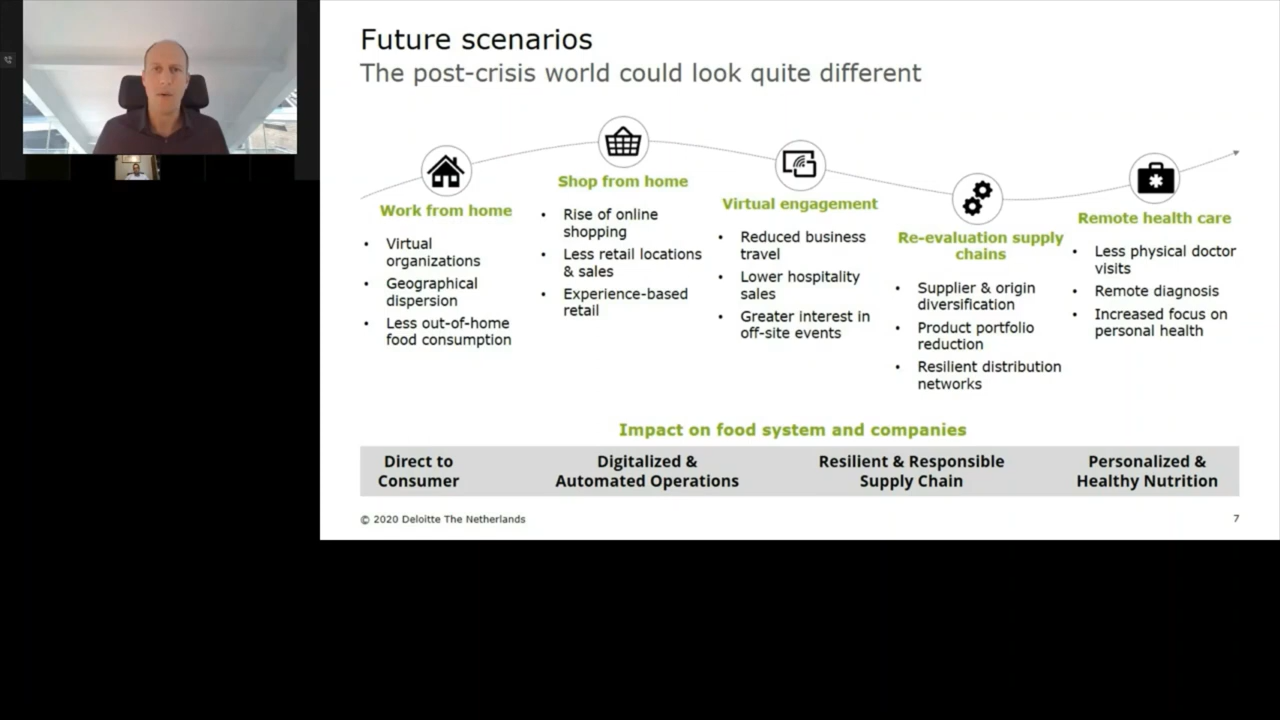 Future scenarios
The post-crisis world could look quite different
Work from home
• Virtual
organizations
• Geographical
dispersion
• Less out-of-home
food consumption
Shop from home
• Rise of online
shopping
• Less retail locations
& sales
• Experience-based
retail
Virtual engagement
• Reduced business
travel
• Lower hospitality
sales
• Greater interest in
off-site events
Re-evaluation supply
chains
• Supplier & origin
diversification
• Product portfolio
reduction
• Resilient distribution
networks
Remote health care
• Less physical doctor
visits
• Remote diagnosis
• Increased focus on
personal health
Impact on food system and companies
Direct to
Consumer
Digitalized &
Automated Operations
Resilient & Responsible
Supply Chain
Personalized &
Healthy Nutrition
© 2020 Deloitte The Netherlands
7